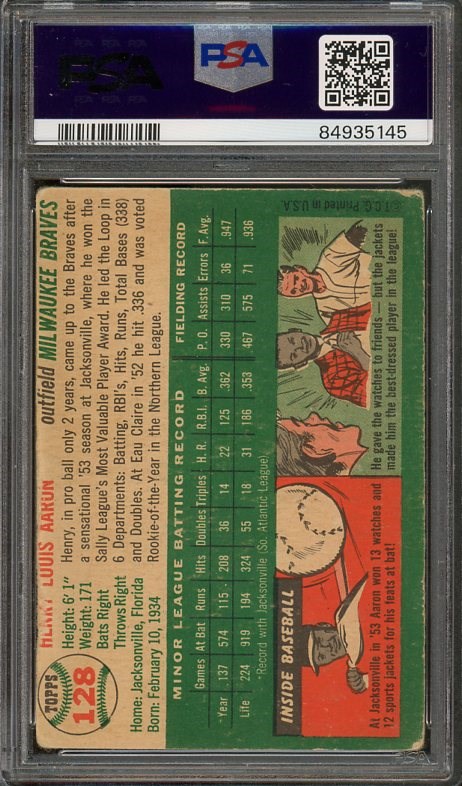 PSA
84935145
TOPPS
128
HENRY LOUIS AARON outfield MILWAUKEE BRAVES
Height: 6' 1"
Weight: 171
Bats Right
Throws Right
Home: Jacksonville, Florida
Born: February 10, 1934
Henry, in pro ball only 2 years, came up to the Braves after
a sensational '53 season at Jacksonville, where he won the
Sally League's Most Valuable Player Award. He led the Loop in
6 Departments: Batting, RBI's, Hits, Runs, Total Bases (338)
and Doubles. At Eau Claire in '52 he hit .336 and was voted
Rookie-of-the-Year in the Northern League.
MINOR LEAGUE BATTING RECORD FIELDING RECORD
Games At Bat Runs Hits Doubles Triples H.R. R.B.I. B. Avg. P.O. Assists Errors F. Avg.
Year 137 574 115 208 36 14 22 125 .362 330 310 36 .947
Life 224 919 194 324 55 18 31 186 .353 467 575 71 .936
*Record with Jacksonville (So. Atlantic League).
INSIDE BASEBALL
At Jacksonville in '53 Aaron won 13 watches and
12 sports jackets for his feats at bat!
He gave the watches to friends—but the jackets
made him the best-dressed player in the league!
T.C.G. Printed in U.S.A.